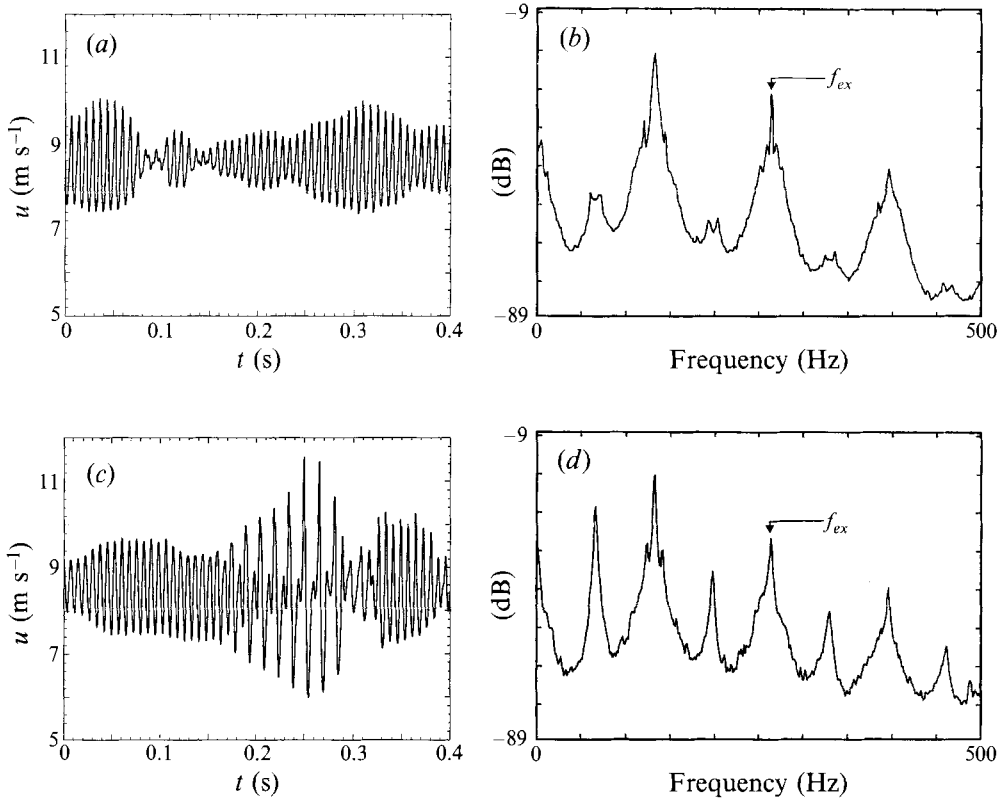 (a)
11
9
7
5
u (m s⁻¹)
0
0.1
0.2
0.3
0.4
t (s)
(b)
−9
(dB)
−89
f_ex
0
500
Frequency (Hz)
(c)
11
9
7
5
u (m s⁻¹)
0
0.1
0.2
0.3
0.4
t (s)
(d)
−9
(dB)
−89
f_ex
0
500
Frequency (Hz)